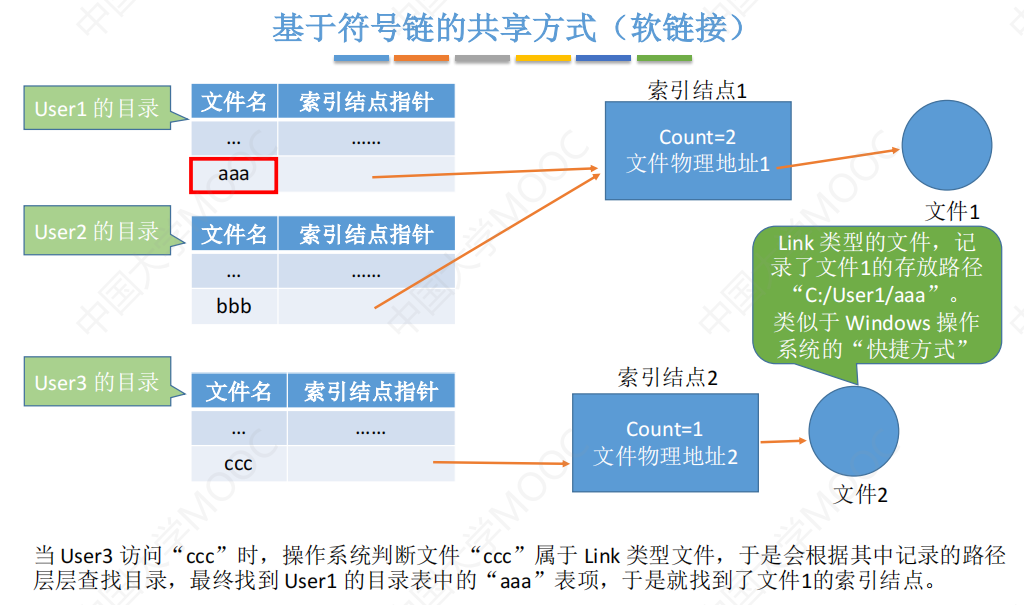 基于符号链的共享方式（软链接）
User1 的目录
文件名 索引结点指针
... ......
aaa
User2 的目录
文件名 索引结点指针
... ......
bbb
User3 的目录
文件名 索引结点指针
... ......
ccc
索引结点1
Count=2
文件物理地址1
文件1
Link 类型的文件，记
录了文件1的存放路径
“C:/User1/aaa”。
类似于 Windows 操作
系统的“快捷方式”
索引结点2
Count=1
文件物理地址2
文件2
当 User3 访问“ccc”时，操作系统判断文件“ccc”属于 Link 类型文件，于是会根据其中记录的路径
层层查找目录，最终找到 User1 的目录表中的“aaa”表项，于是就找到了文件1的索引结点。
中国大学MOOC